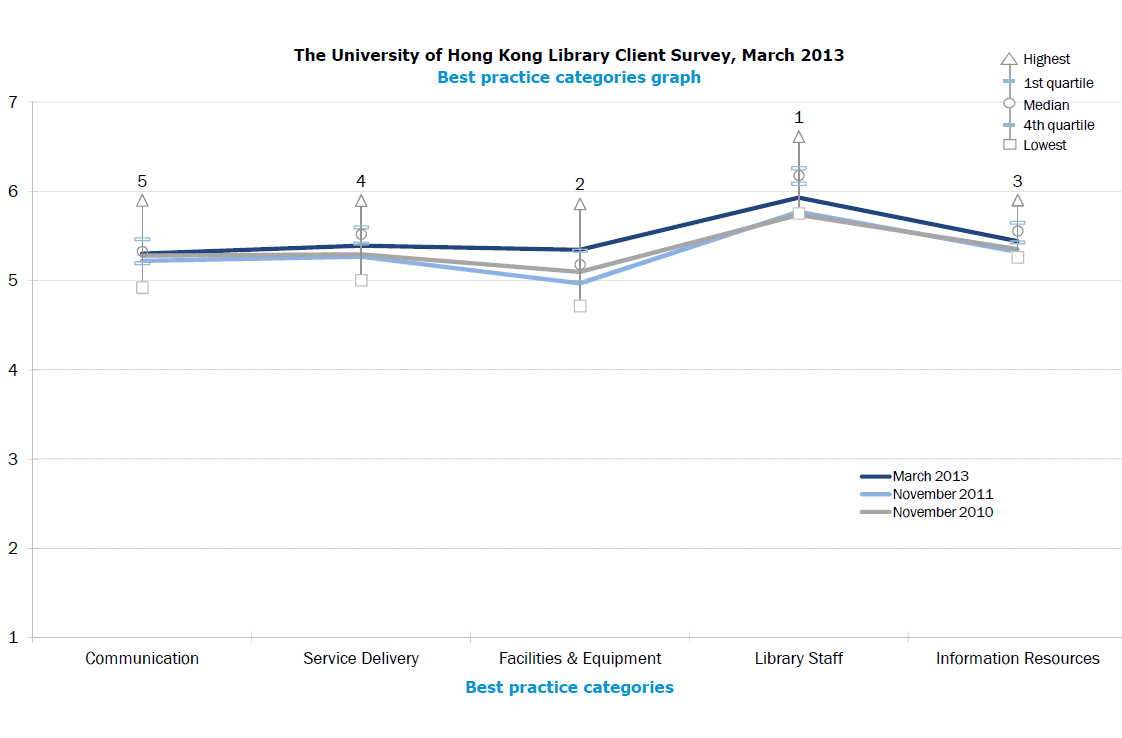 The University of Hong Kong Library Client Survey, March 2013
Best practice categories graph
Highest
1st quartile
Median
4th quartile
Lowest
7
6
5
4
3
2
1
5
4
2
1
3
March 2013
November 2011
November 2010
Communication
Service Delivery
Facilities & Equipment
Library Staff
Information Resources
Best practice categories